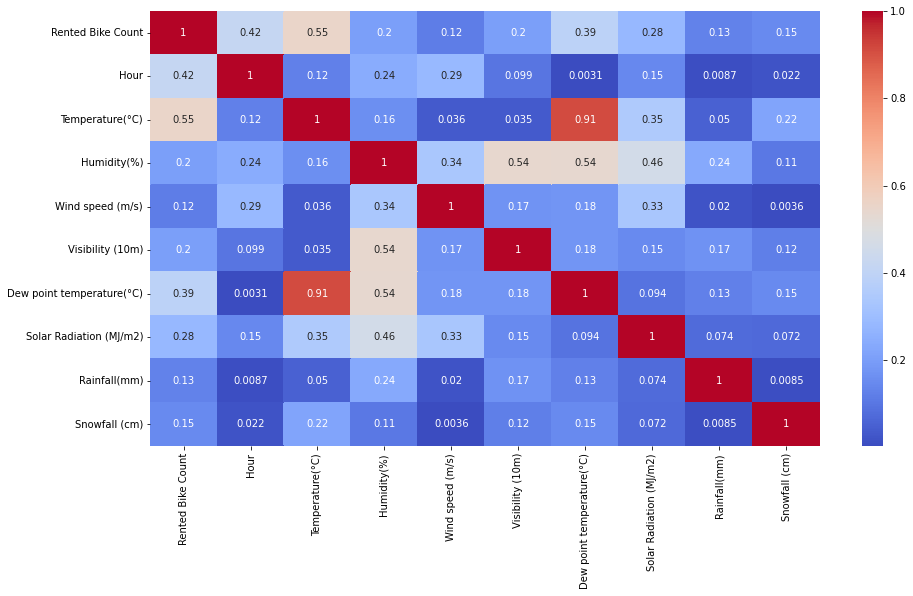 Rented Bike Count 1 0.42 0.55 0.2 0.12 0.2 0.39 0.28 0.13 0.15
Hour 0.42 1 0.12 0.24 0.29 0.099 0.0031 0.15 0.0087 0.022
Temperature(°C) 0.55 0.12 1 0.16 0.036 0.035 0.91 0.35 0.05 0.22
Humidity(%) 0.2 0.24 0.16 1 0.34 0.54 0.54 0.46 0.24 0.11
Wind speed (m/s) 0.12 0.29 0.036 0.34 1 0.17 0.18 0.33 0.02 0.0036
Visibility (10m) 0.2 0.099 0.035 0.54 0.17 1 0.18 0.15 0.17 0.12
Dew point temperature(°C) 0.39 0.0031 0.91 0.54 0.18 0.18 1 0.094 0.13 0.15
Solar Radiation (MJ/m2) 0.28 0.15 0.35 0.46 0.33 0.15 0.094 1 0.074 0.072
Rainfall(mm) 0.13 0.0087 0.05 0.24 0.02 0.17 0.13 0.074 1 0.0085
Snowfall (cm) 0.15 0.022 0.22 0.11 0.0036 0.12 0.15 0.072 0.0085 1
Rented Bike Count
Hour
Temperature(°C)
Humidity(%)
Wind speed (m/s)
Visibility (10m)
Dew point temperature(°C)
Solar Radiation (MJ/m2)
Rainfall(mm)
Snowfall (cm)
1.0
0.8
0.6
0.4
0.2